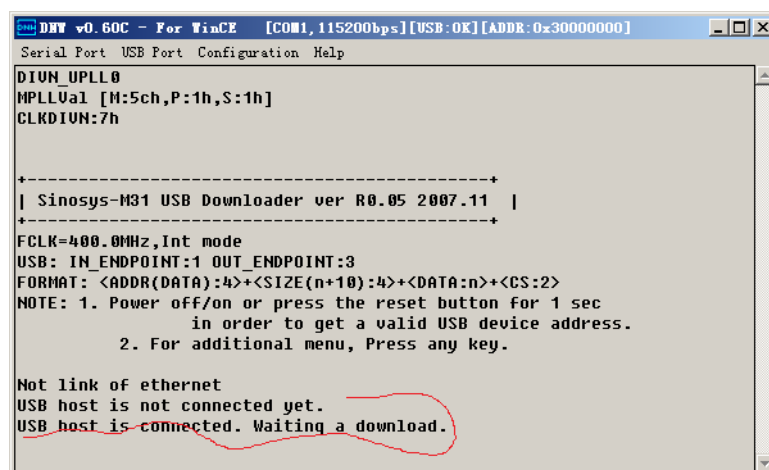 DNW v0.60C - For WinCE [COM1,115200bps][USB:OK][ADDR:0x30000000]
Serial Port USB Port Configuration Help
DIVN_UPLL0
MPLLVal [M:5ch,P:1h,S:1h]
CLKDIVN:7h
+---------------------------------------------+
| Sinosys-M31 USB Downloader ver R0.05 2007.11 |
+---------------------------------------------+
FCLK=400.0MHz,Int mode
USB: IN_ENDPOINT:1 OUT_ENDPOINT:3
FORMAT: <ADDR(DATA):4>+<SIZE(n+10):4>+<DATA:n>+<CS:2>
NOTE: 1. Power off/on or press the reset button for 1 sec
in order to get a valid USB device address.
2. For additional menu, Press any key.
Not link of ethernet
USB host is not connected yet.
USB host is connected. Waiting a download.